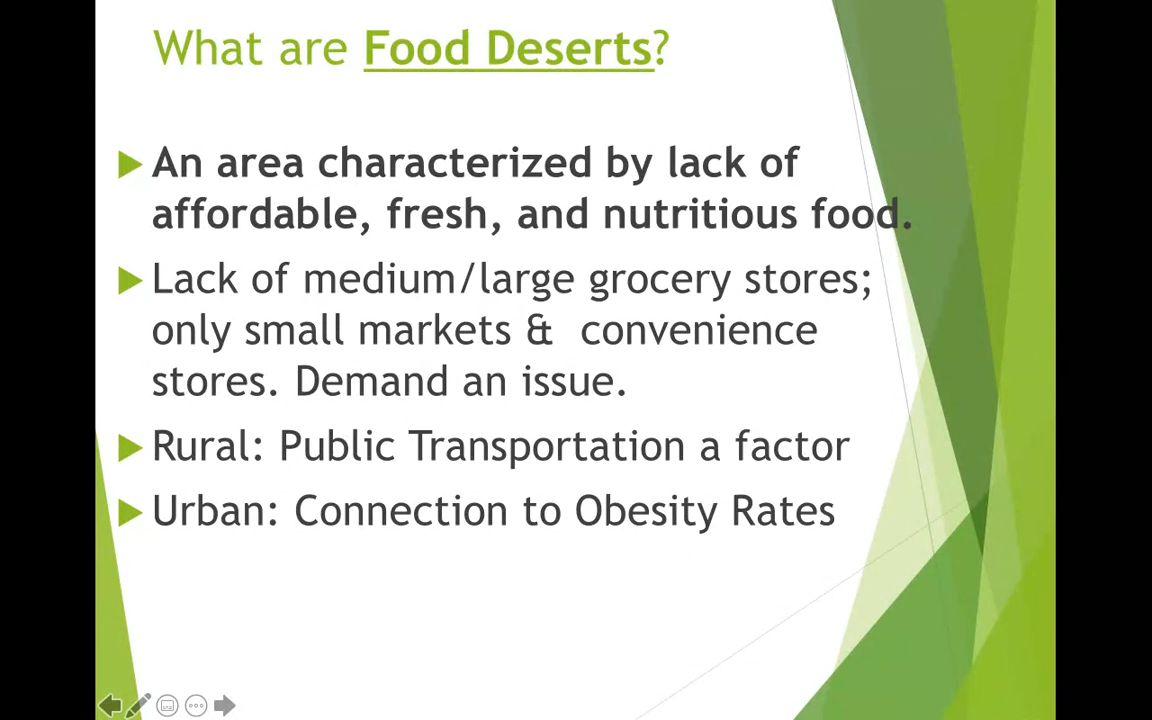 What are Food Deserts?
An area characterized by lack of
affordable, fresh, and nutritious food.
Lack of medium/large grocery stores;
only small markets & convenience
stores. Demand an issue.
Rural: Public Transportation a factor
Urban: Connection to Obesity Rates